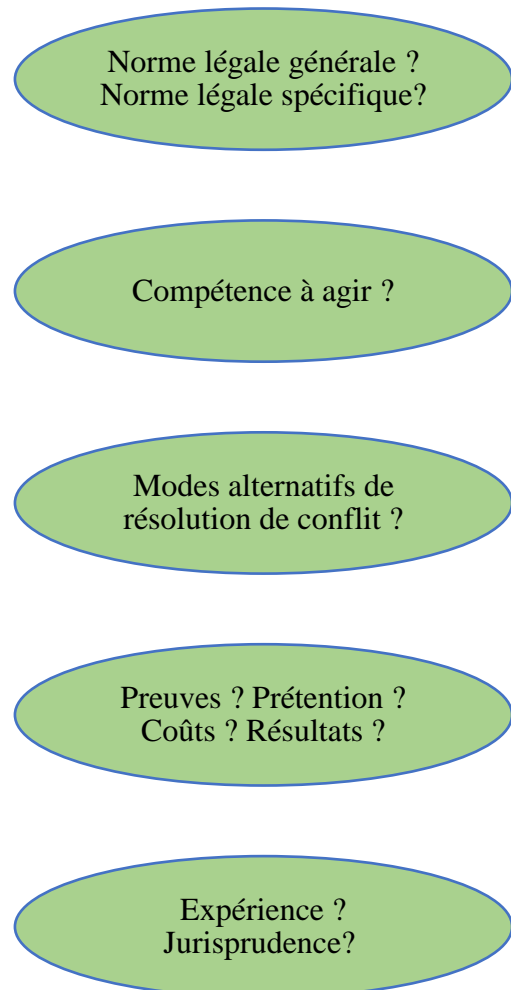 Norme légale générale ?
Norme légale spécifique?
Compétence à agir ?
Modes alternatifs de
résolution de conflit ?
Preuves ? Prétention ?
Coûts ? Résultats ?
Expérience ?
Jurisprudence?